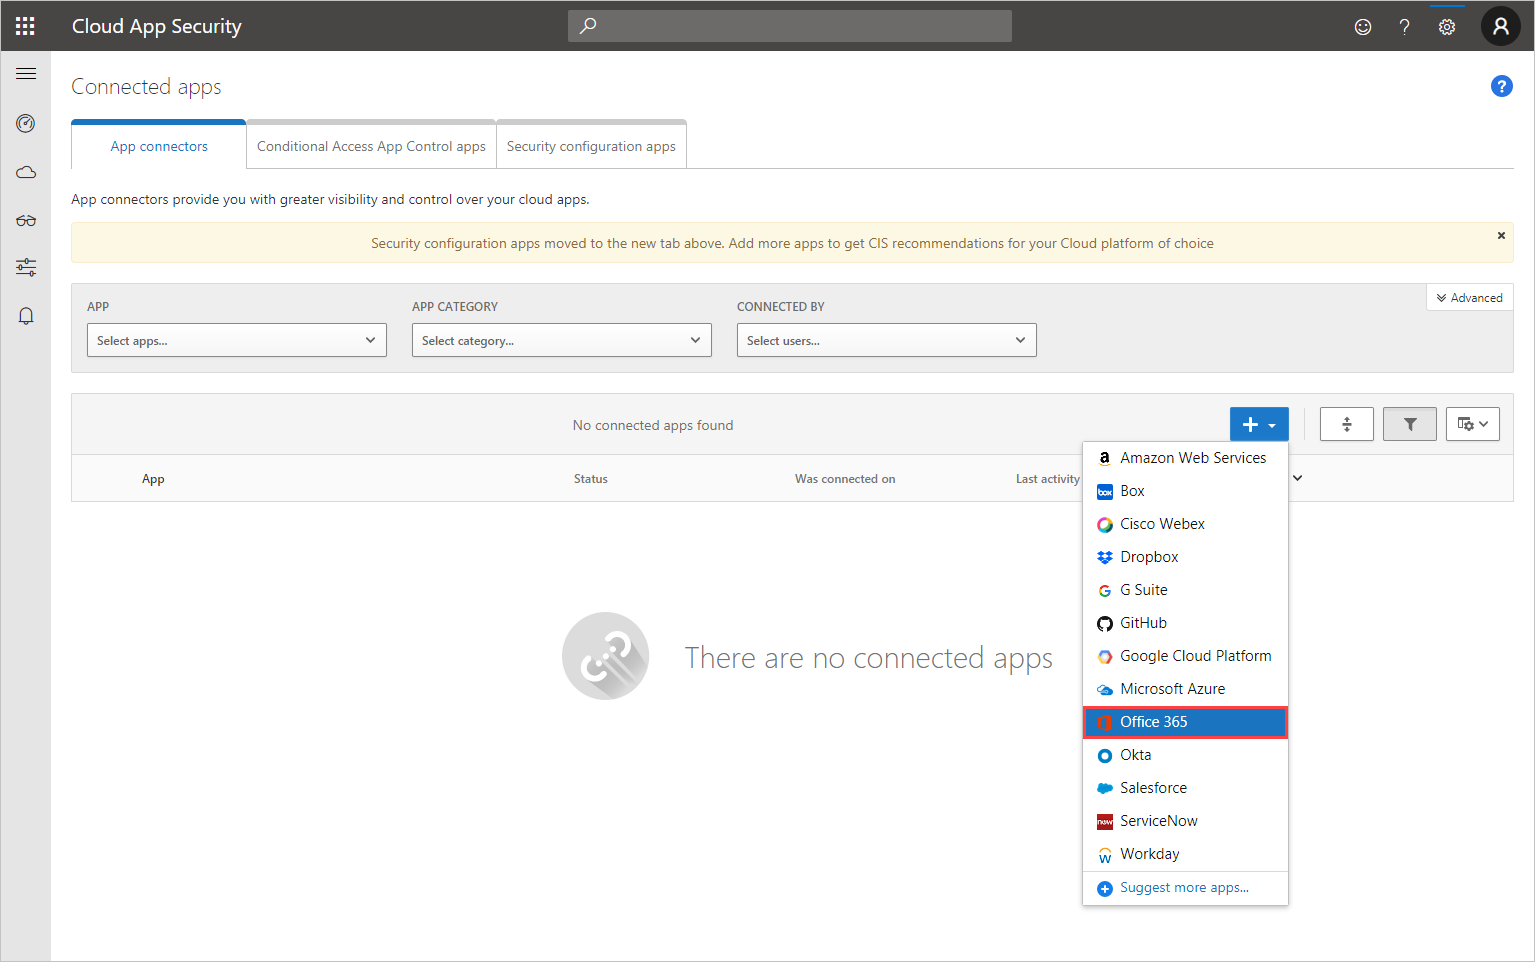 Cloud App Security
?
Connected apps
?
App connectors
Conditional Access App Control apps
Security configuration apps
App connectors provide you with greater visibility and control over your cloud apps.
Security configuration apps moved to the new tab above. Add more apps to get CIS recommendations for your Cloud platform of choice
Advanced
APP
APP CATEGORY
CONNECTED BY
Select apps...
Select category...
Select users...
No connected apps found
App
Status
Was connected on
Last activity
There are no connected apps
a Amazon Web Services
box Box
Cisco Webex
Dropbox
G G Suite
GitHub
Google Cloud Platform
Microsoft Azure
Office 365
Okta
Salesforce
now ServiceNow
W Workday
Suggest more apps...